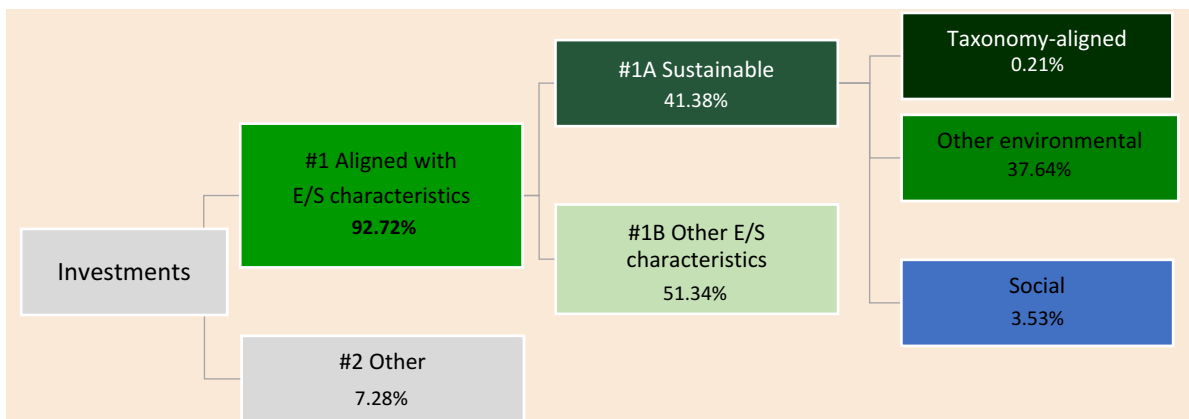 Investments
#1 Aligned with
E/S characteristics
92.72%
#2 Other
7.28%
#1A Sustainable
41.38%
#1B Other E/S
characteristics
51.34%
Taxonomy-aligned
0.21%
Other environmental
37.64%
Social
3.53%